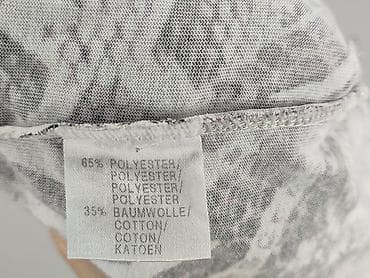 65% POLYESTER/
POLYESTER/
POLYESTER/
POLYESTER
35% BAUMWOLLE/
COTTON/
COTON/
KATOEN